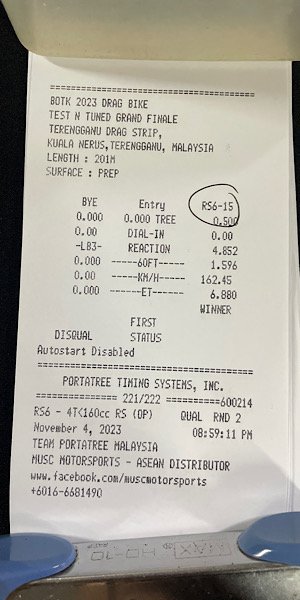 BOTK 2023 DRAG BIKE
TEST N TUNED GRAND FINALE
TERENGGANU DRAG STRIP,
KUALA NERUS,TERENGGANU, MALAYSIA
LENGTH : 201M
SURFACE : PREP
BYE Entry RS6-15
0.000 0.000 TREE 0.500
0.00 DIAL-IN 0.00
-LB3- REACTION 4.852
0.000 -----60FT----- 1.596
0.00 -----KM/H------ 162.45
0.000 ------ET------ 6.880
WINNER
FIRST
DISQUAL STATUS
Autostart Disabled
PORTATREE TIMING SYSTEMS, INC.
=============== 221/222 ==========600214
RS6 - 4T<160cc RS (OP) QUAL RND 2
November 4, 2023 08:59:11 PM
TEAM PORTATREE MALAYSIA
MUSC MOTORSPORTS - ASEAN DISTRIBUTOR
www.facebook.com/muscmotorsports
+6016-6681490